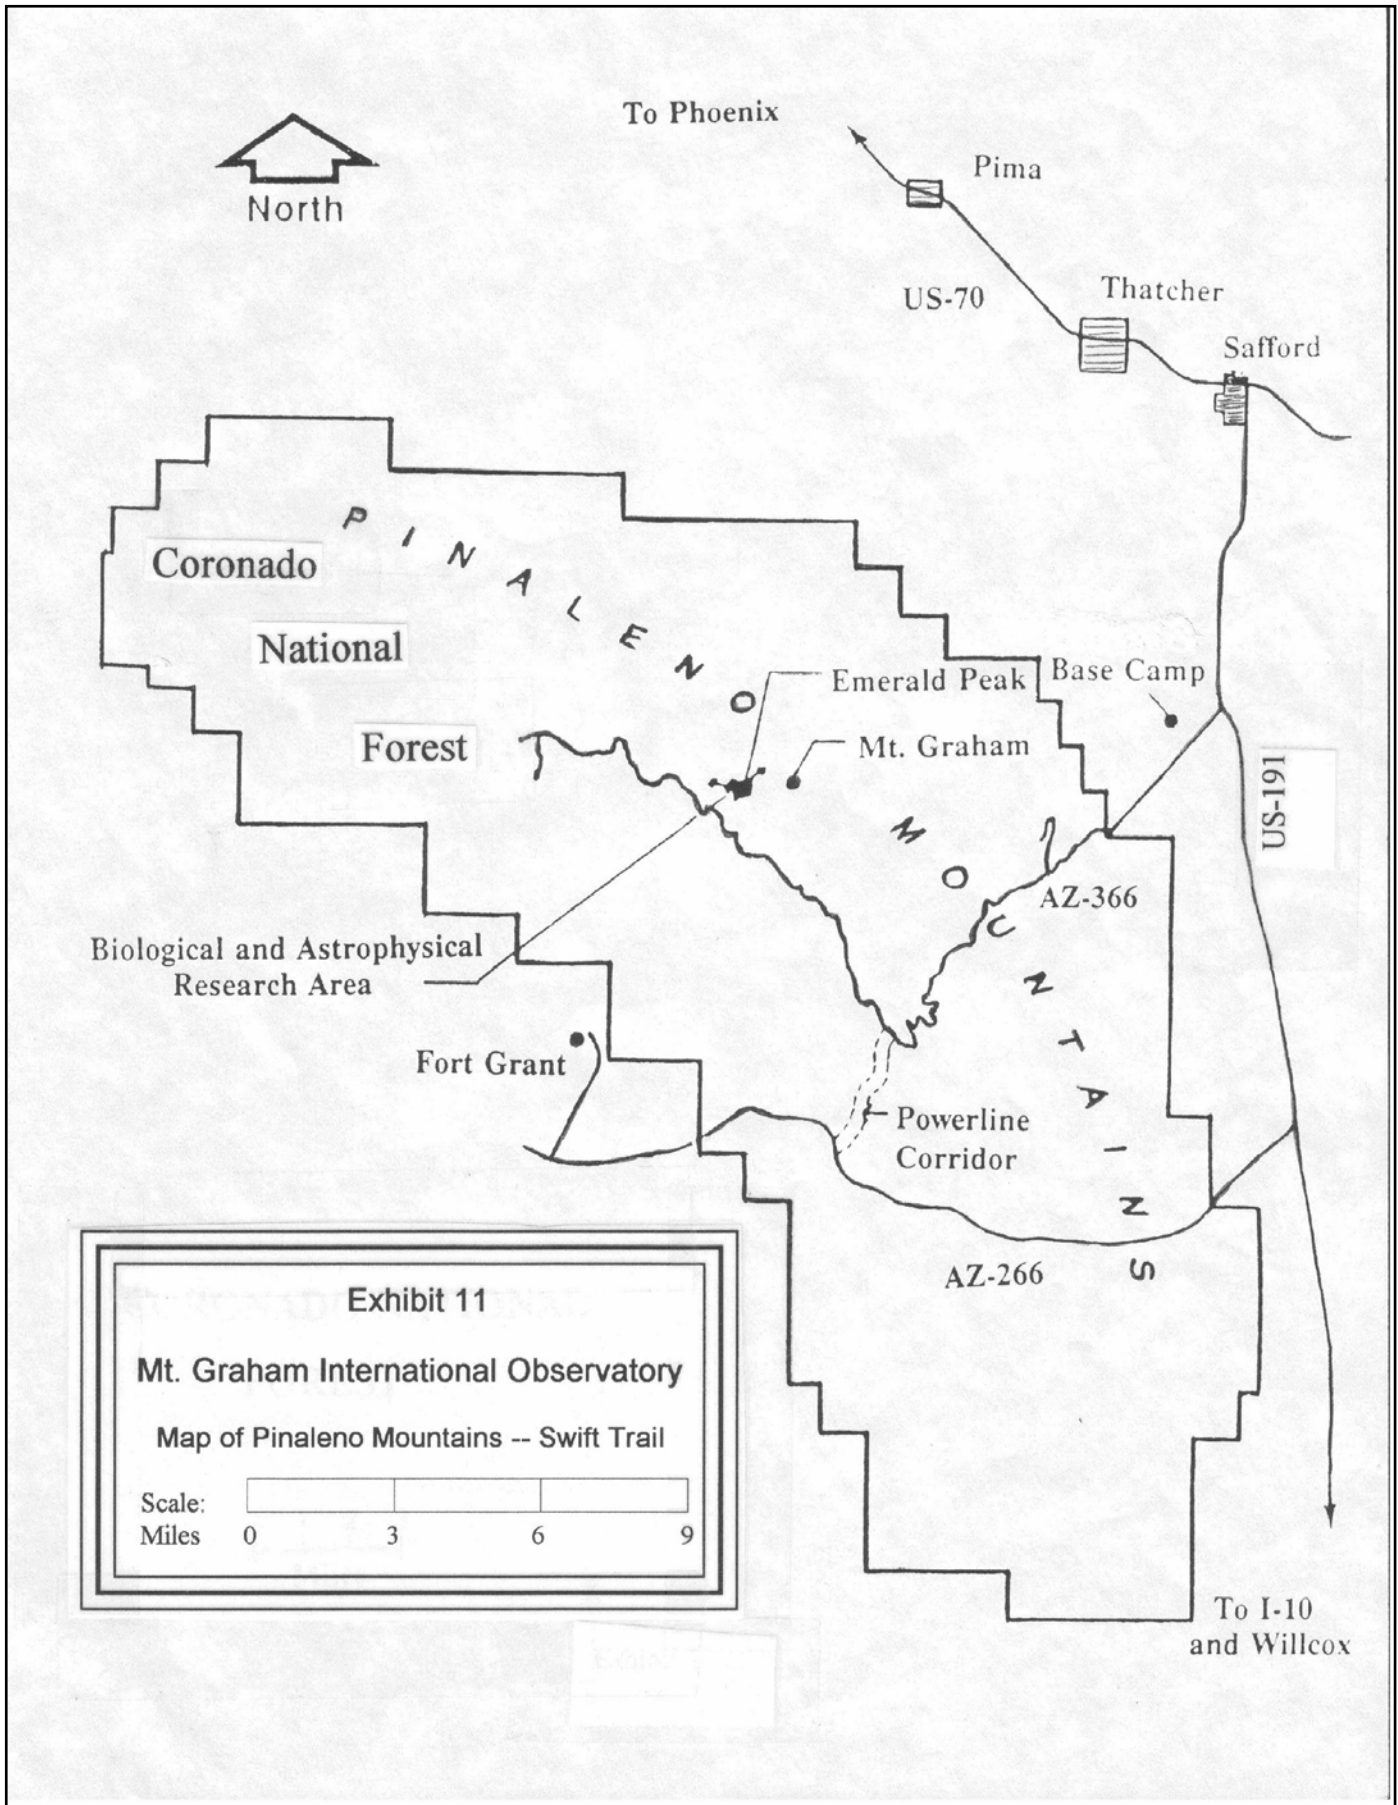 To Phoenix
North
Pima
US-70
Thatcher
Safford
PINALENO
Coronado
National
Forest
Emerald Peak
Base Camp
Mt. Graham
US-191
MOUNTAINS
AZ-366
Biological and Astrophysical
Research Area
Fort Grant
Powerline
Corridor
AZ-266
Exhibit 11
Mt. Graham International Observatory
Map of Pinaleno Mountains -- Swift Trail
Scale:
Miles 0 3 6 9
To I-10
and Willcox